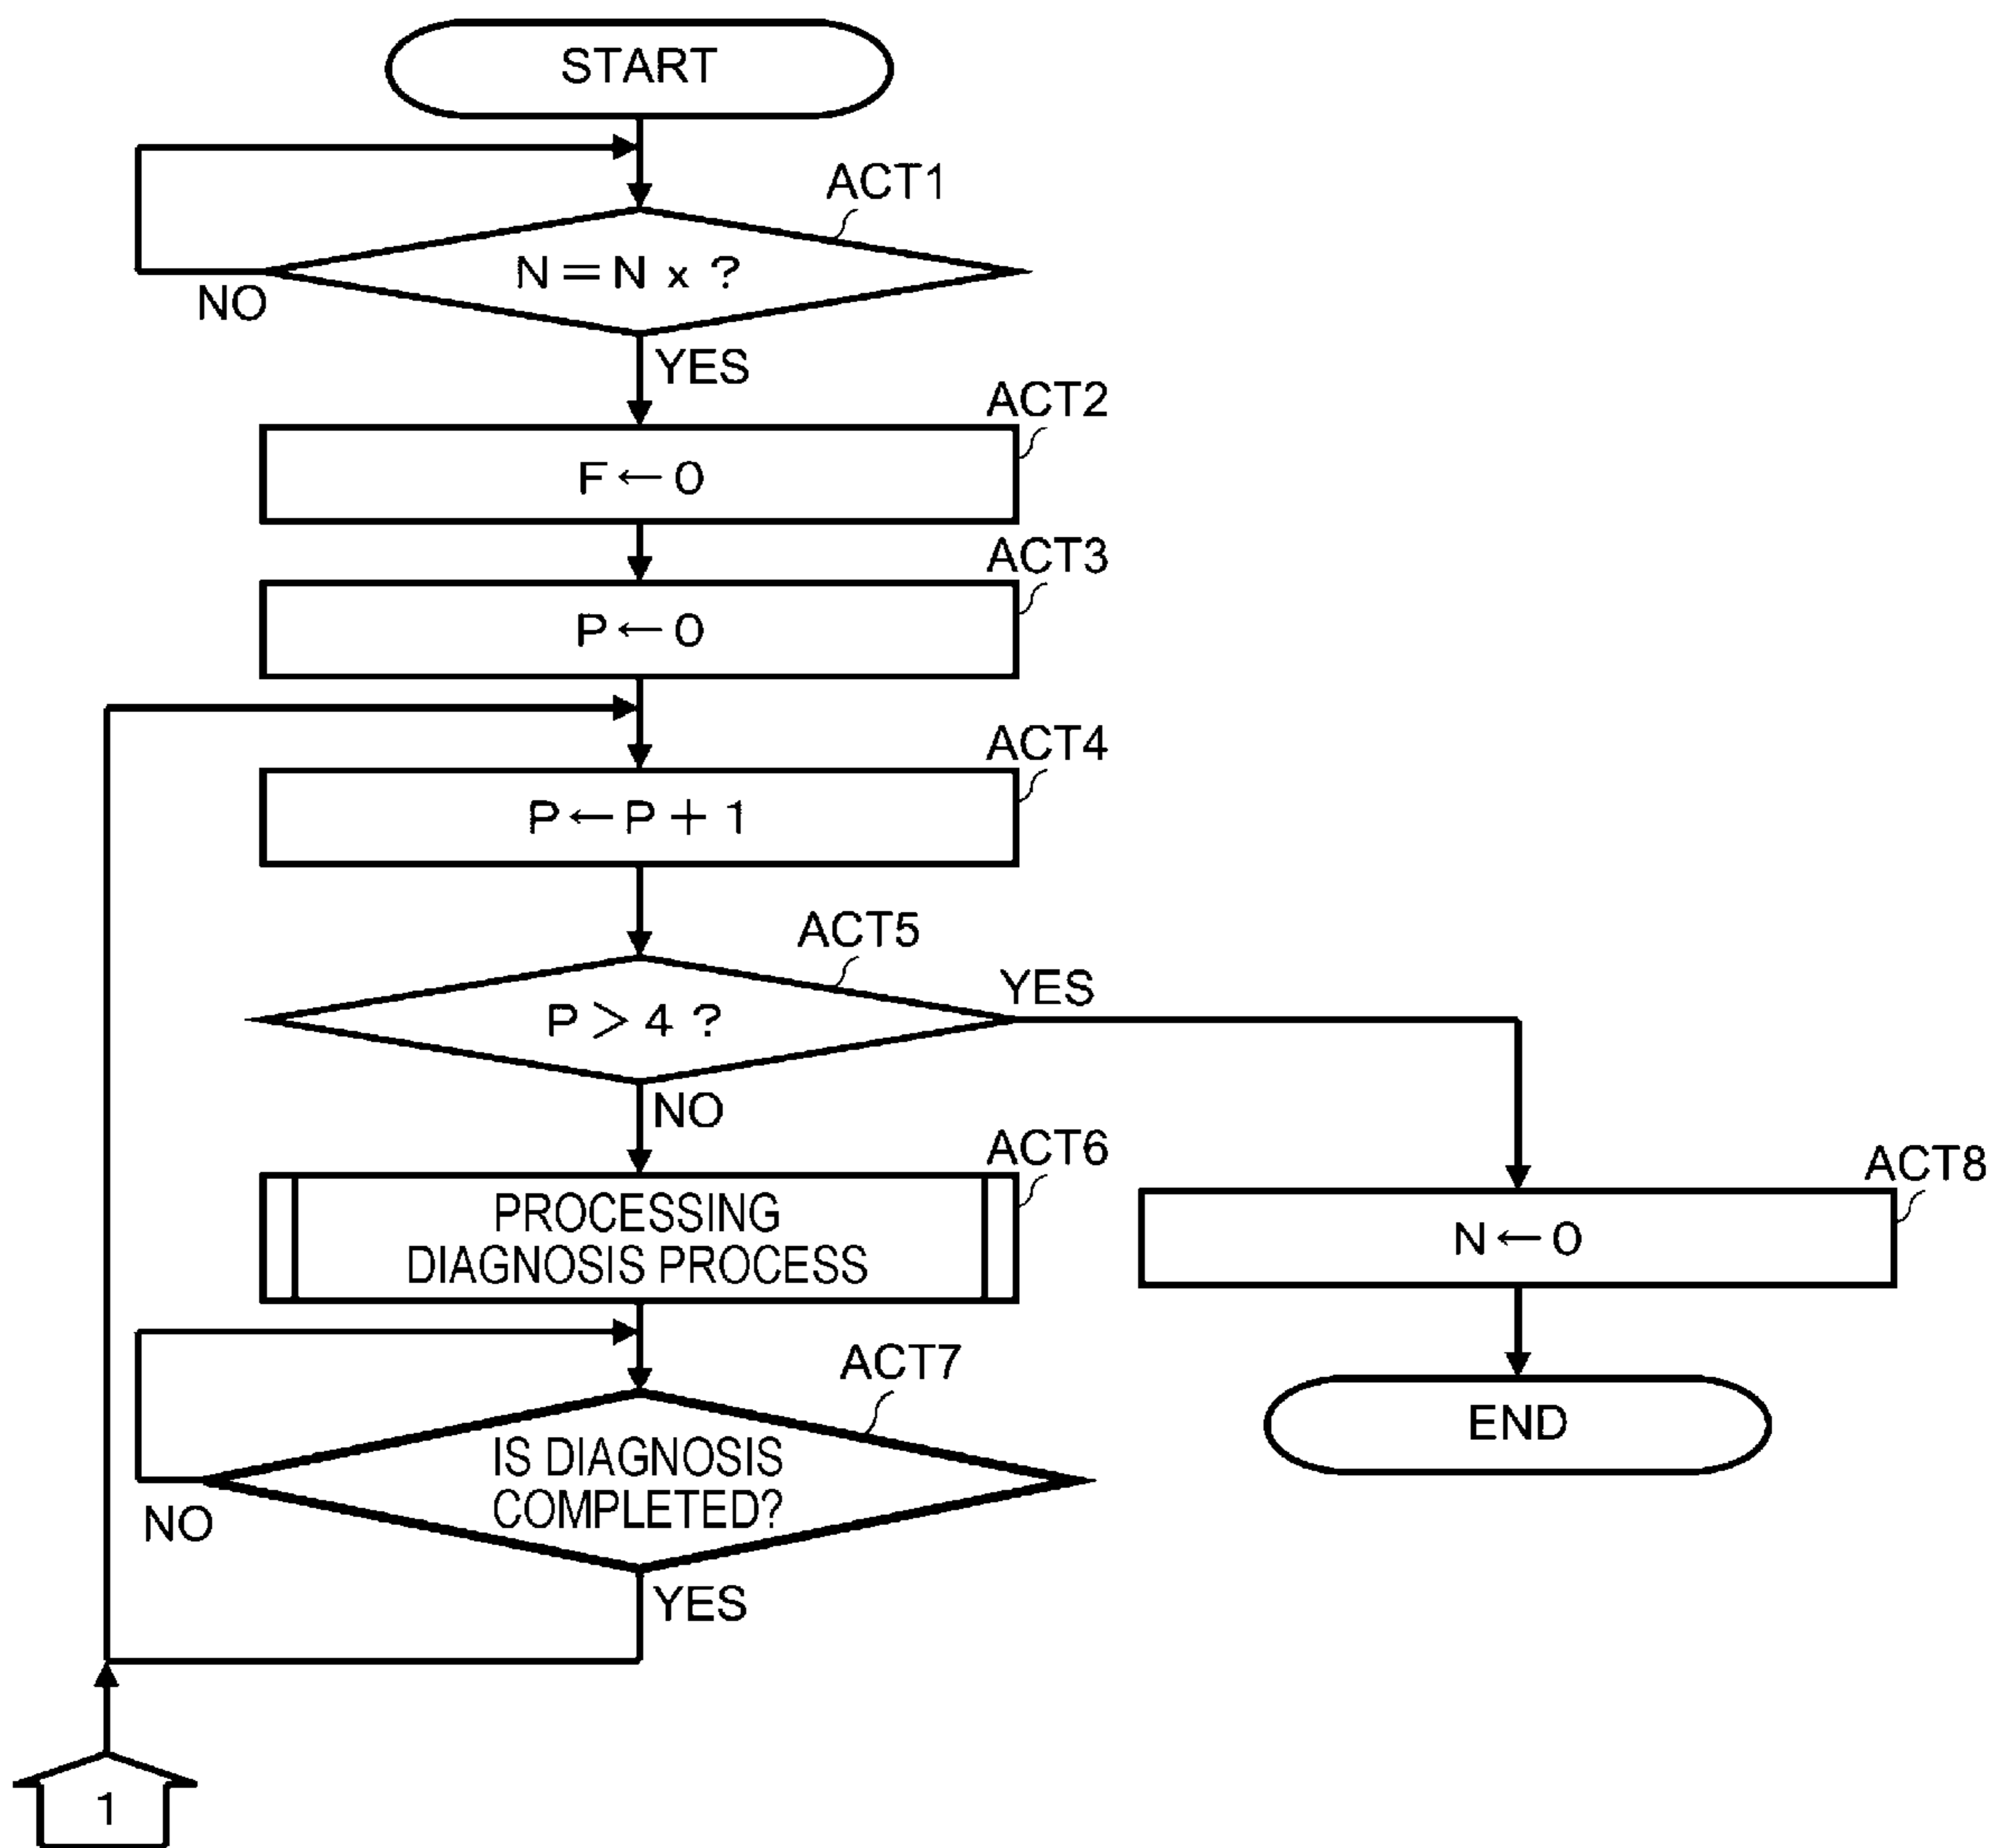 START
ACT1
N = N x ?
NO
YES
ACT2
F ← 0
ACT3
P ← 0
ACT4
P ← P + 1
ACT5
P > 4 ?
YES
NO
ACT6
PROCESSING
DIAGNOSIS PROCESS
ACT8
N ← 0
ACT7
IS DIAGNOSIS
COMPLETED?
NO
YES
END
1